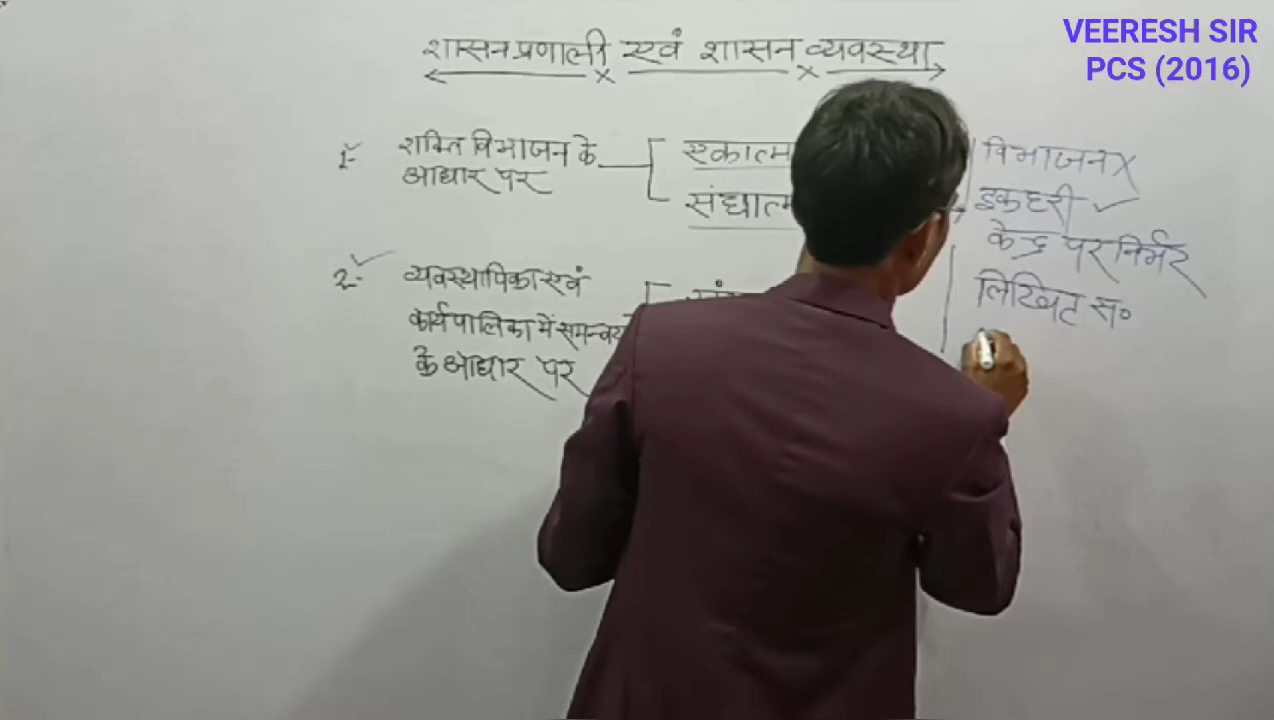 VEERESH SIR
PCS (2016)
शासन प्रणाली एवं शासन व्यवस्था
1- शक्ति विभाजन के
आधार पर
एकात्म
संघात्म
2- व्यवस्थापिका एवं
कार्यपालिका में समन्वय
के आधार पर
विभाजन X
इकहरी ✓
केन्द्र पर निर्भर
लिखिट स०